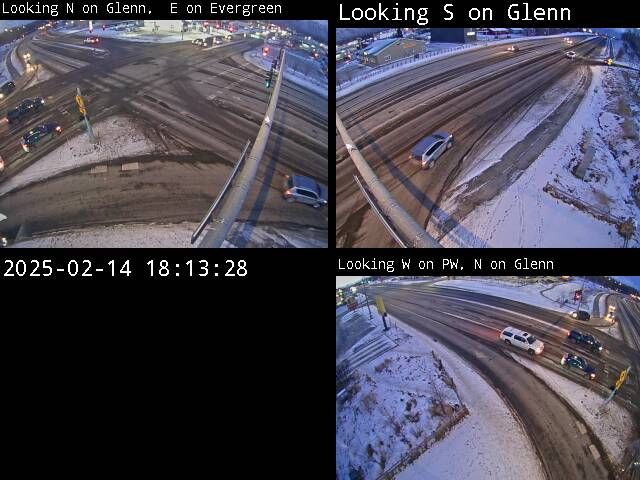 Looking N on Glenn,  E on Evergreen
Looking S on Glenn
2025-02-14 18:13:28
Looking W on PW, N on Glenn